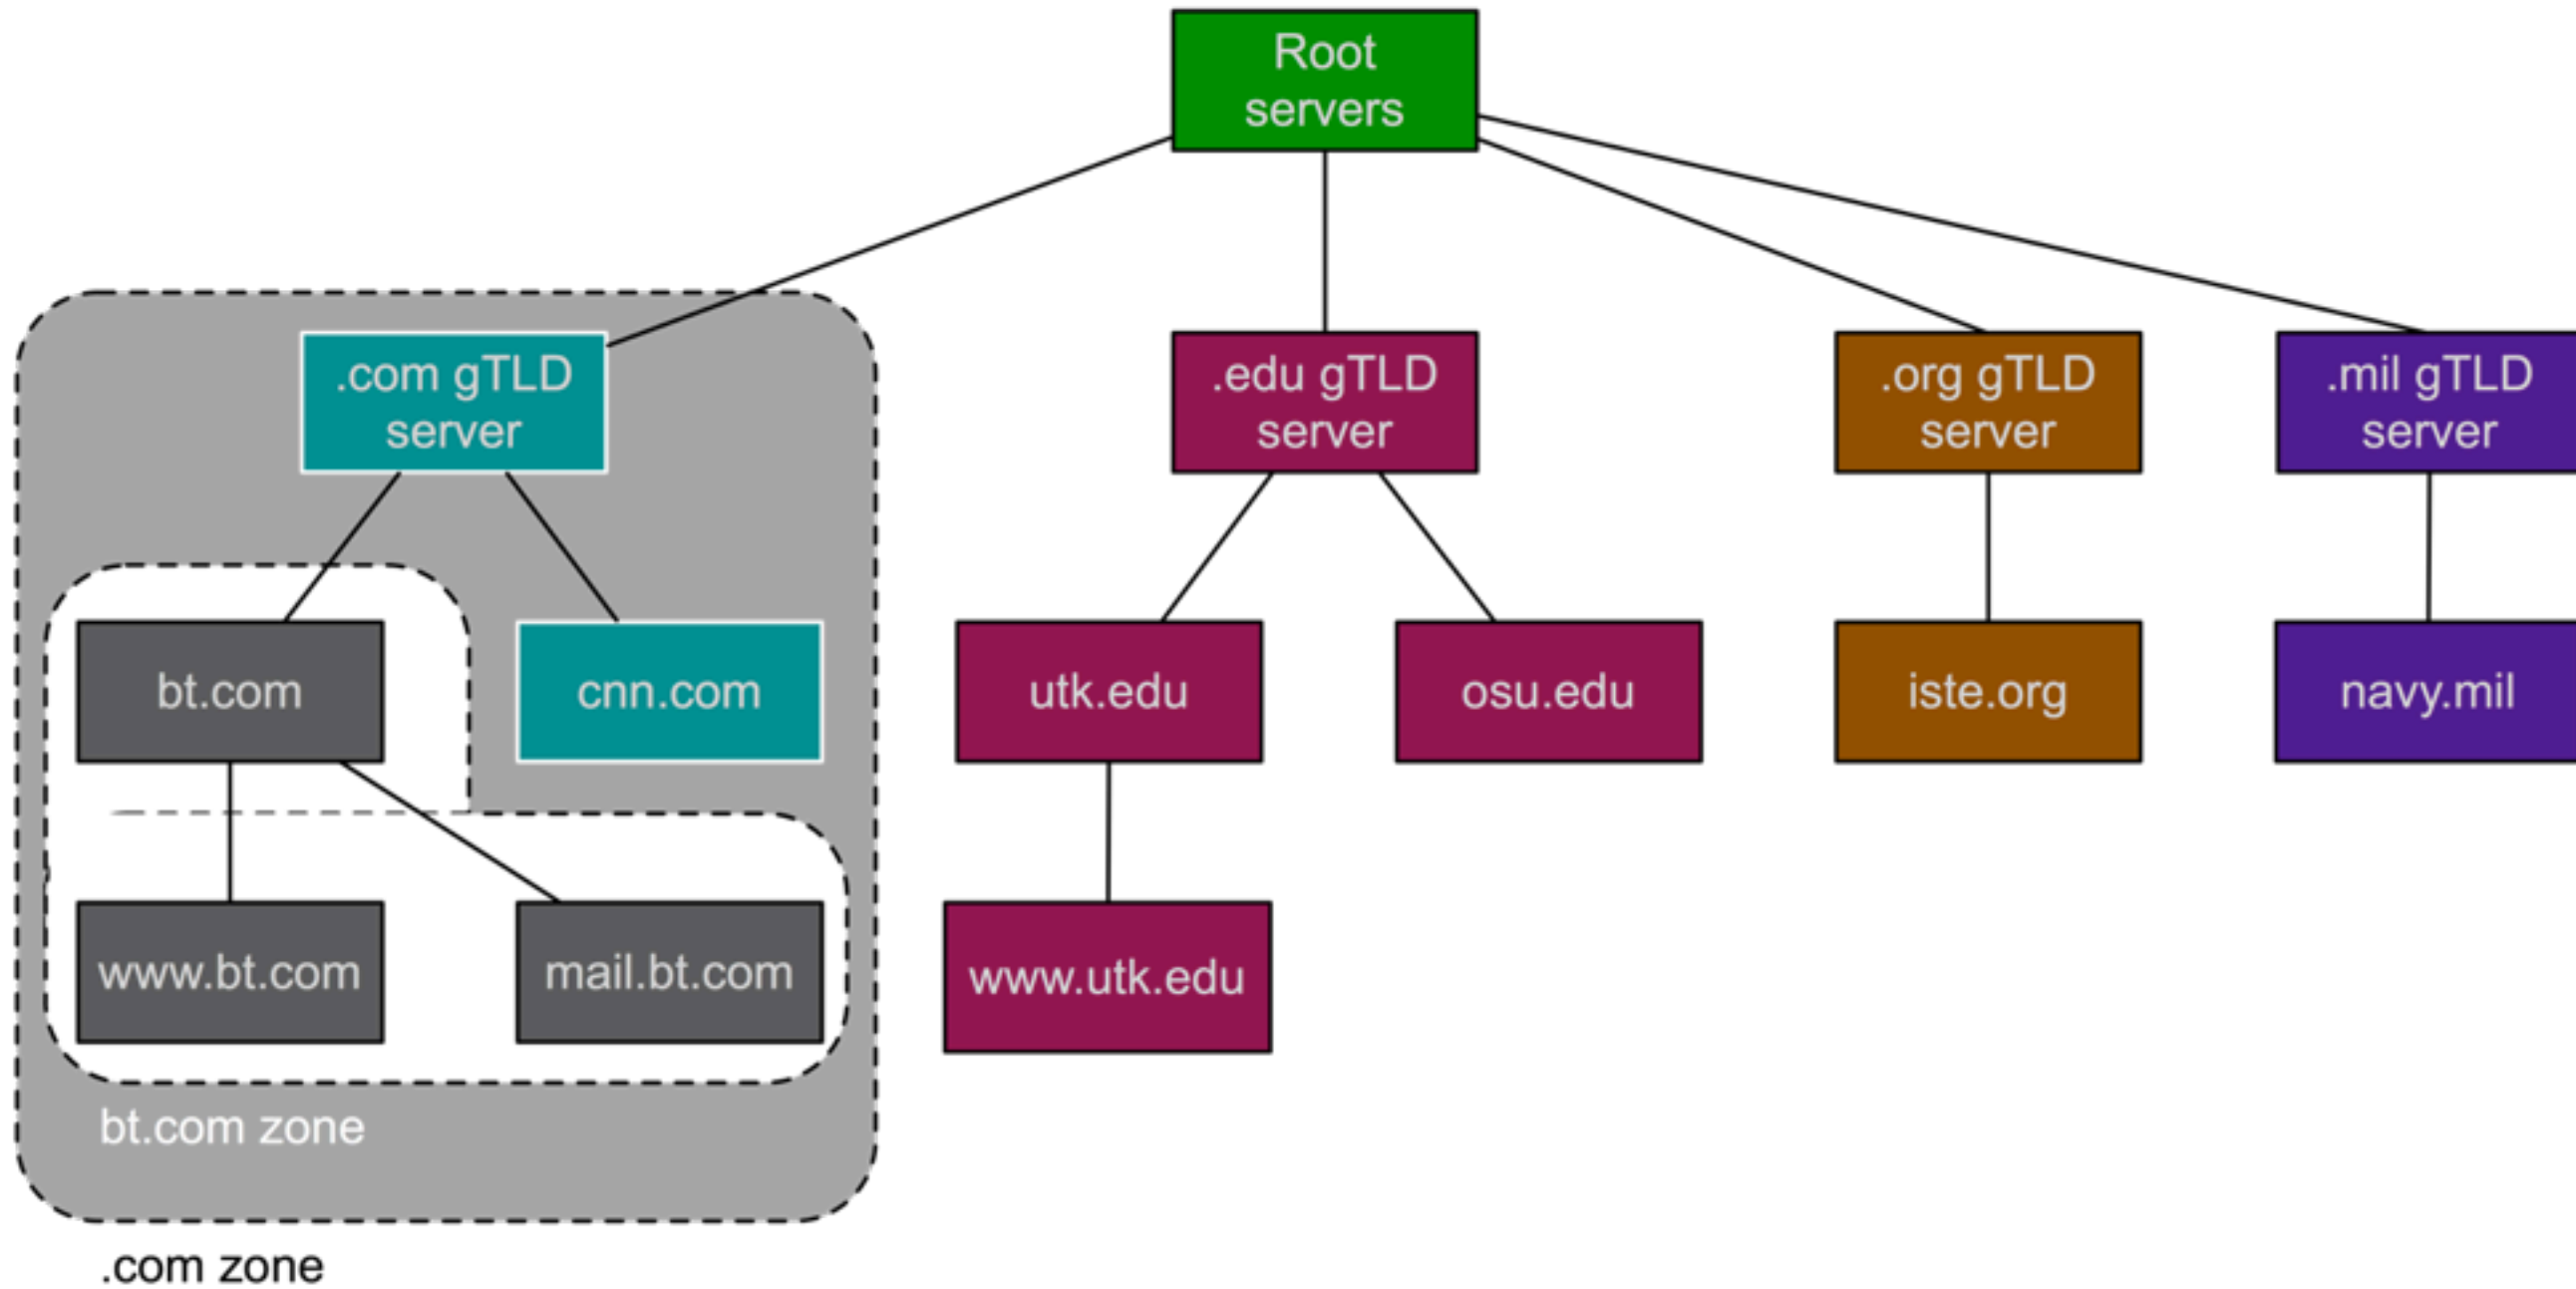 Root
servers
.com gTLD
server
.edu gTLD
server
.org gTLD
server
.mil gTLD
server
bt.com
cnn.com
utk.edu
osu.edu
iste.org
navy.mil
www.bt.com
mail.bt.com
www.utk.edu
bt.com zone
.com zone